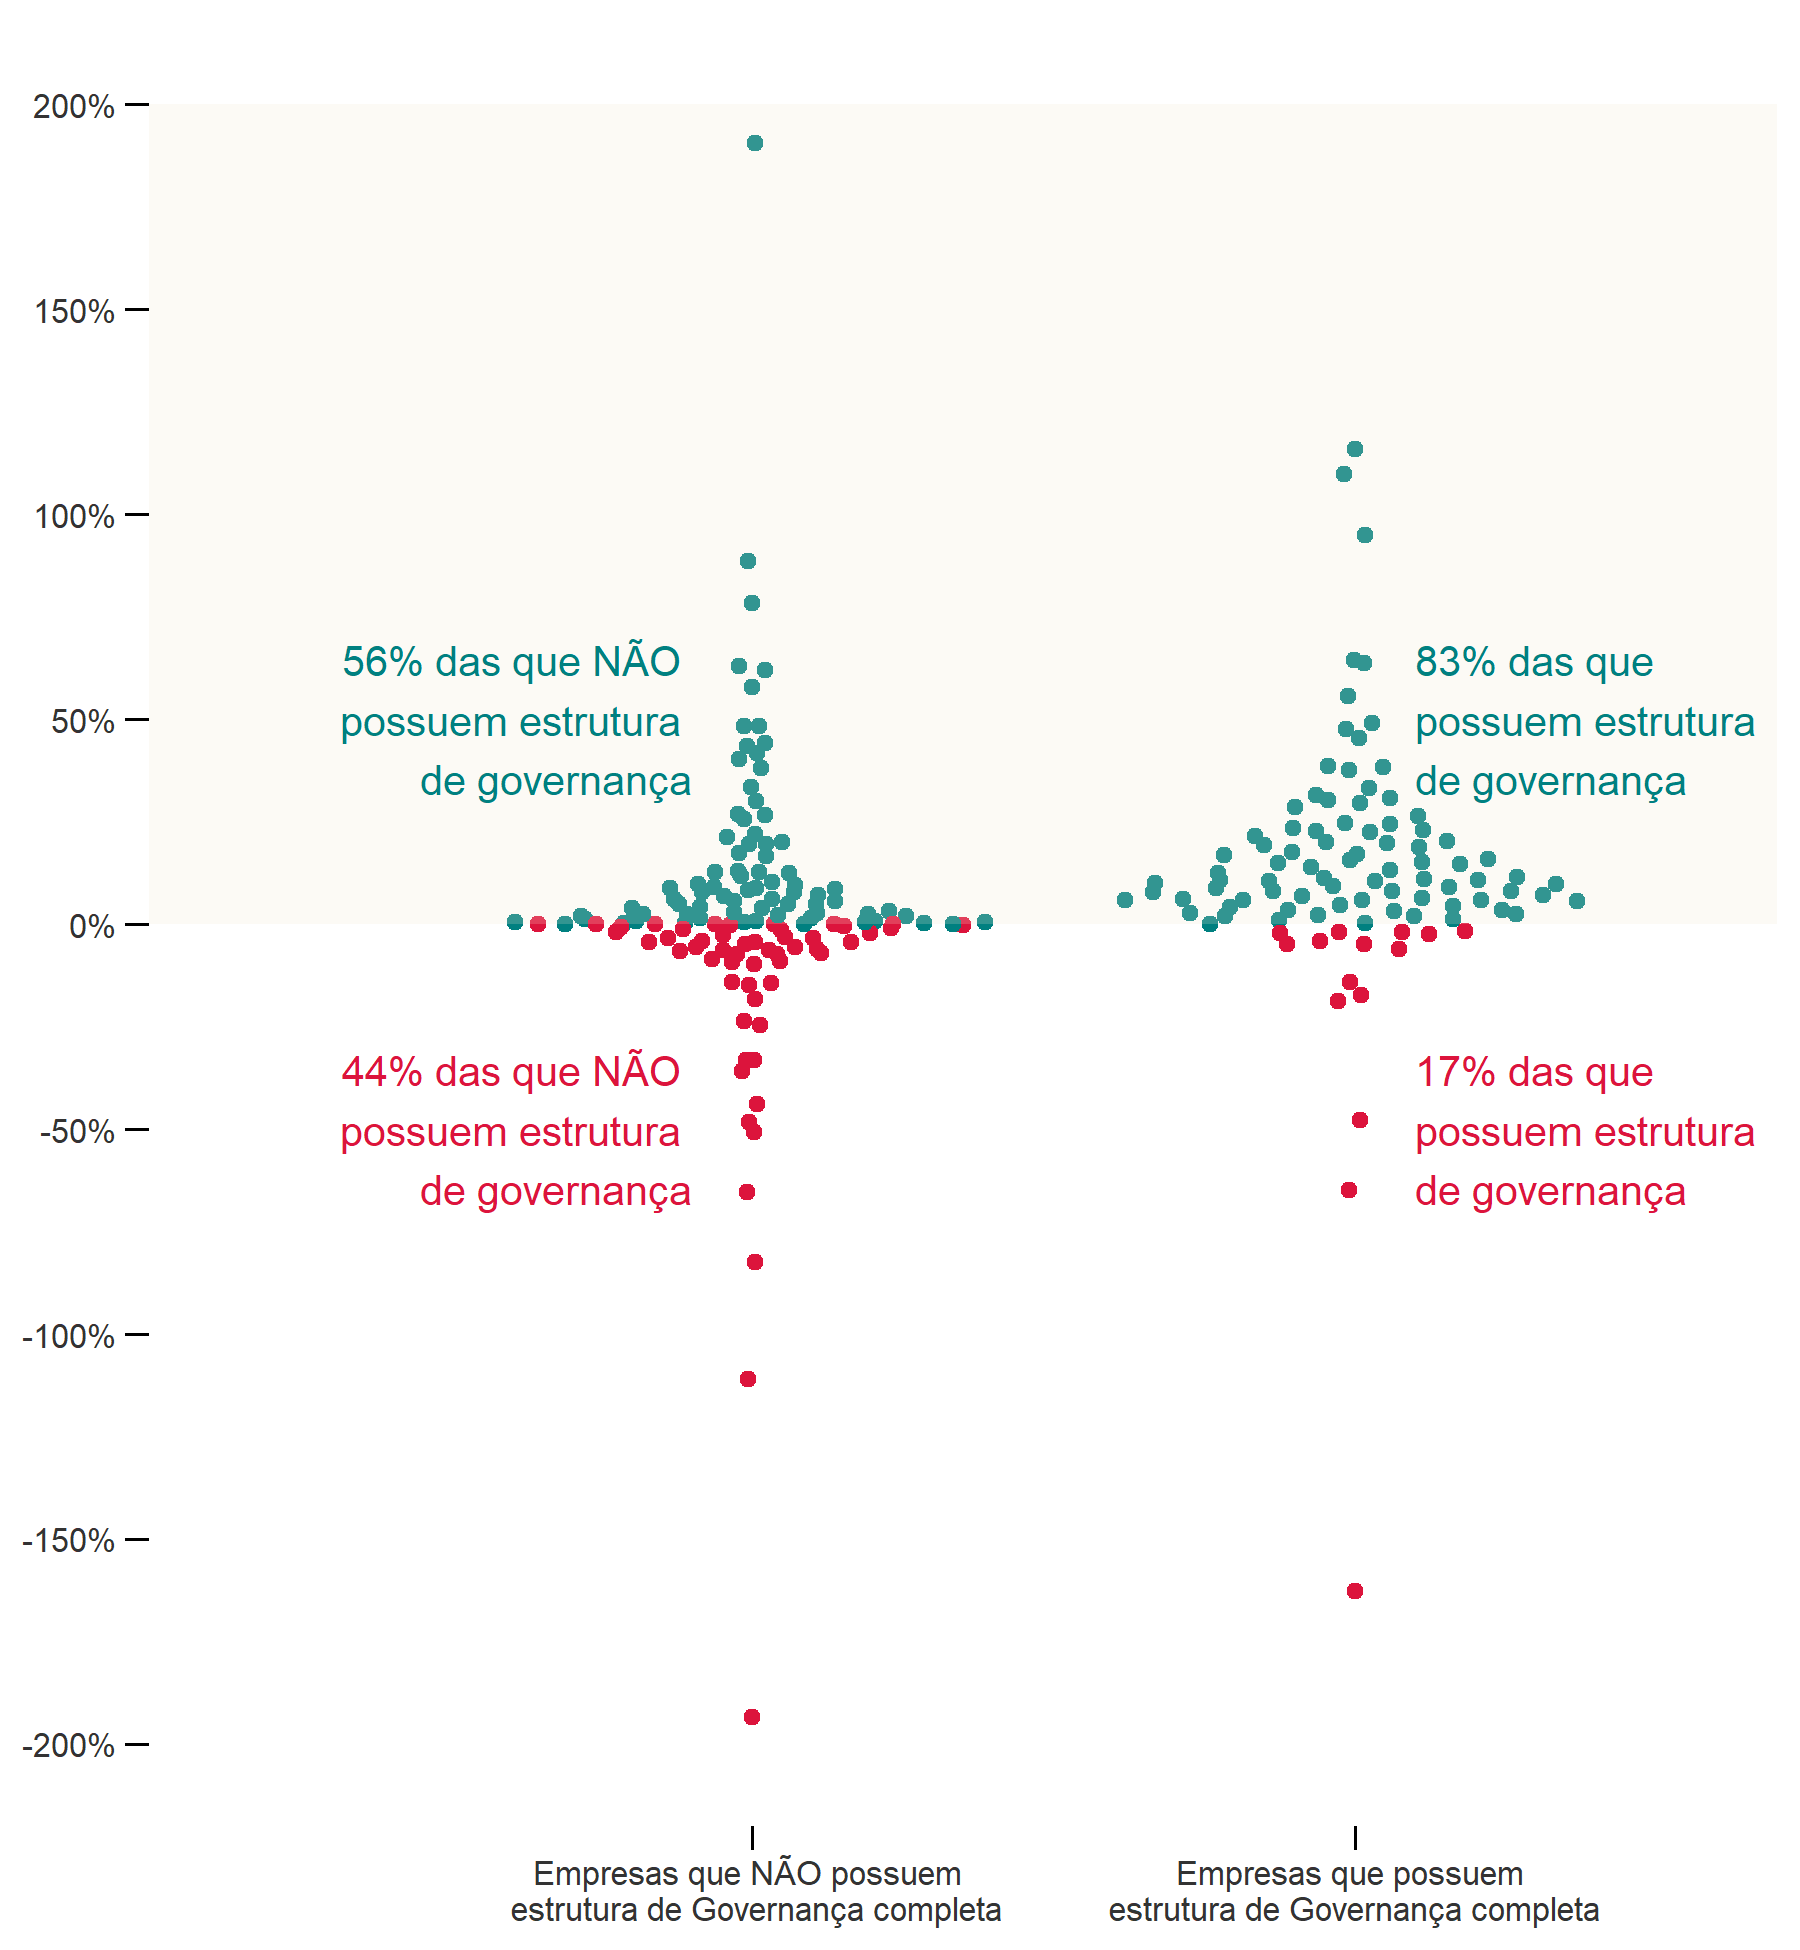 200%
150%
100%
50%
0%
-50%
-100%
-150%
-200%
56% das que NÃO
possuem estrutura
de governança
83% das que
possuem estrutura
de governança
44% das que NÃO
possuem estrutura
de governança
17% das que
possuem estrutura
de governança
Empresas que NÃO possuem
estrutura de Governança completa
Empresas que possuem
estrutura de Governança completa